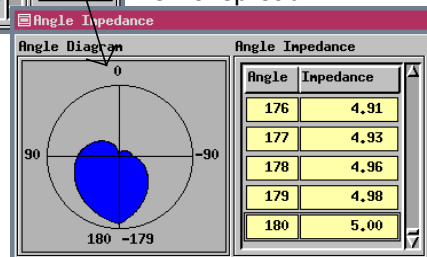 Angle Impedance
Angle Diagram
0
90
-90
180 -179
Angle Impedance
Angle Impedance
176 4.91
177 4.93
178 4.96
179 4.98
180 5.00